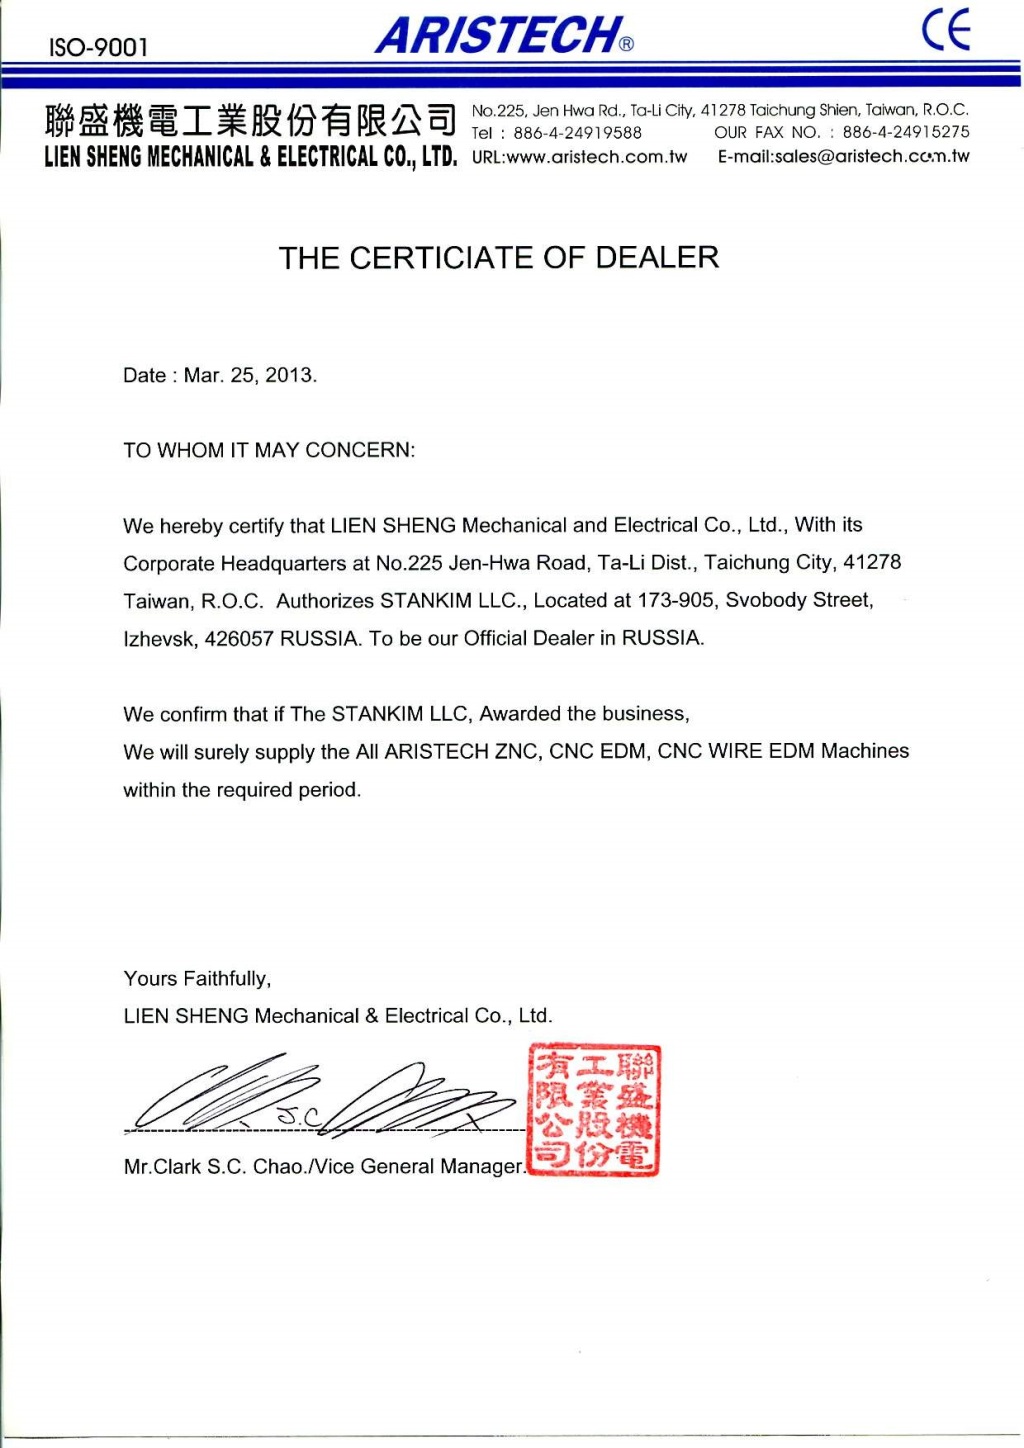 ISO-9001
ARISTECH®
CE
聯盛機電工業股份有限公司
LIEN SHENG MECHANICAL & ELECTRICAL CO., LTD.
No.225, Jen Hwa Rd., Ta-Li City, 41278 Taichung Shien, Taiwan, R.O.C.
Tel : 886-4-24919588 OUR FAX NO. : 886-4-24915275
URL:www.aristech.com.tw E-mail:sales@aristech.com.tw
THE CERTICIATE OF DEALER
Date : Mar. 25, 2013.
TO WHOM IT MAY CONCERN:
We hereby certify that LIEN SHENG Mechanical and Electrical Co., Ltd., With its
Corporate Headquarters at No.225 Jen-Hwa Road, Ta-Li Dist., Taichung City, 41278
Taiwan, R.O.C. Authorizes STANKIM LLC., Located at 173-905, Svobody Street,
Izhevsk, 426057 RUSSIA. To be our Official Dealer in RUSSIA.
We confirm that if The STANKIM LLC, Awarded the business,
We will surely supply the All ARISTECH ZNC, CNC EDM, CNC WIRE EDM Machines
within the required period.
Yours Faithfully,
LIEN SHENG Mechanical & Electrical Co., Ltd.
S.C
Mr.Clark S.C. Chao./Vice General Manager.
聯盛機電
工業股份
有限公司